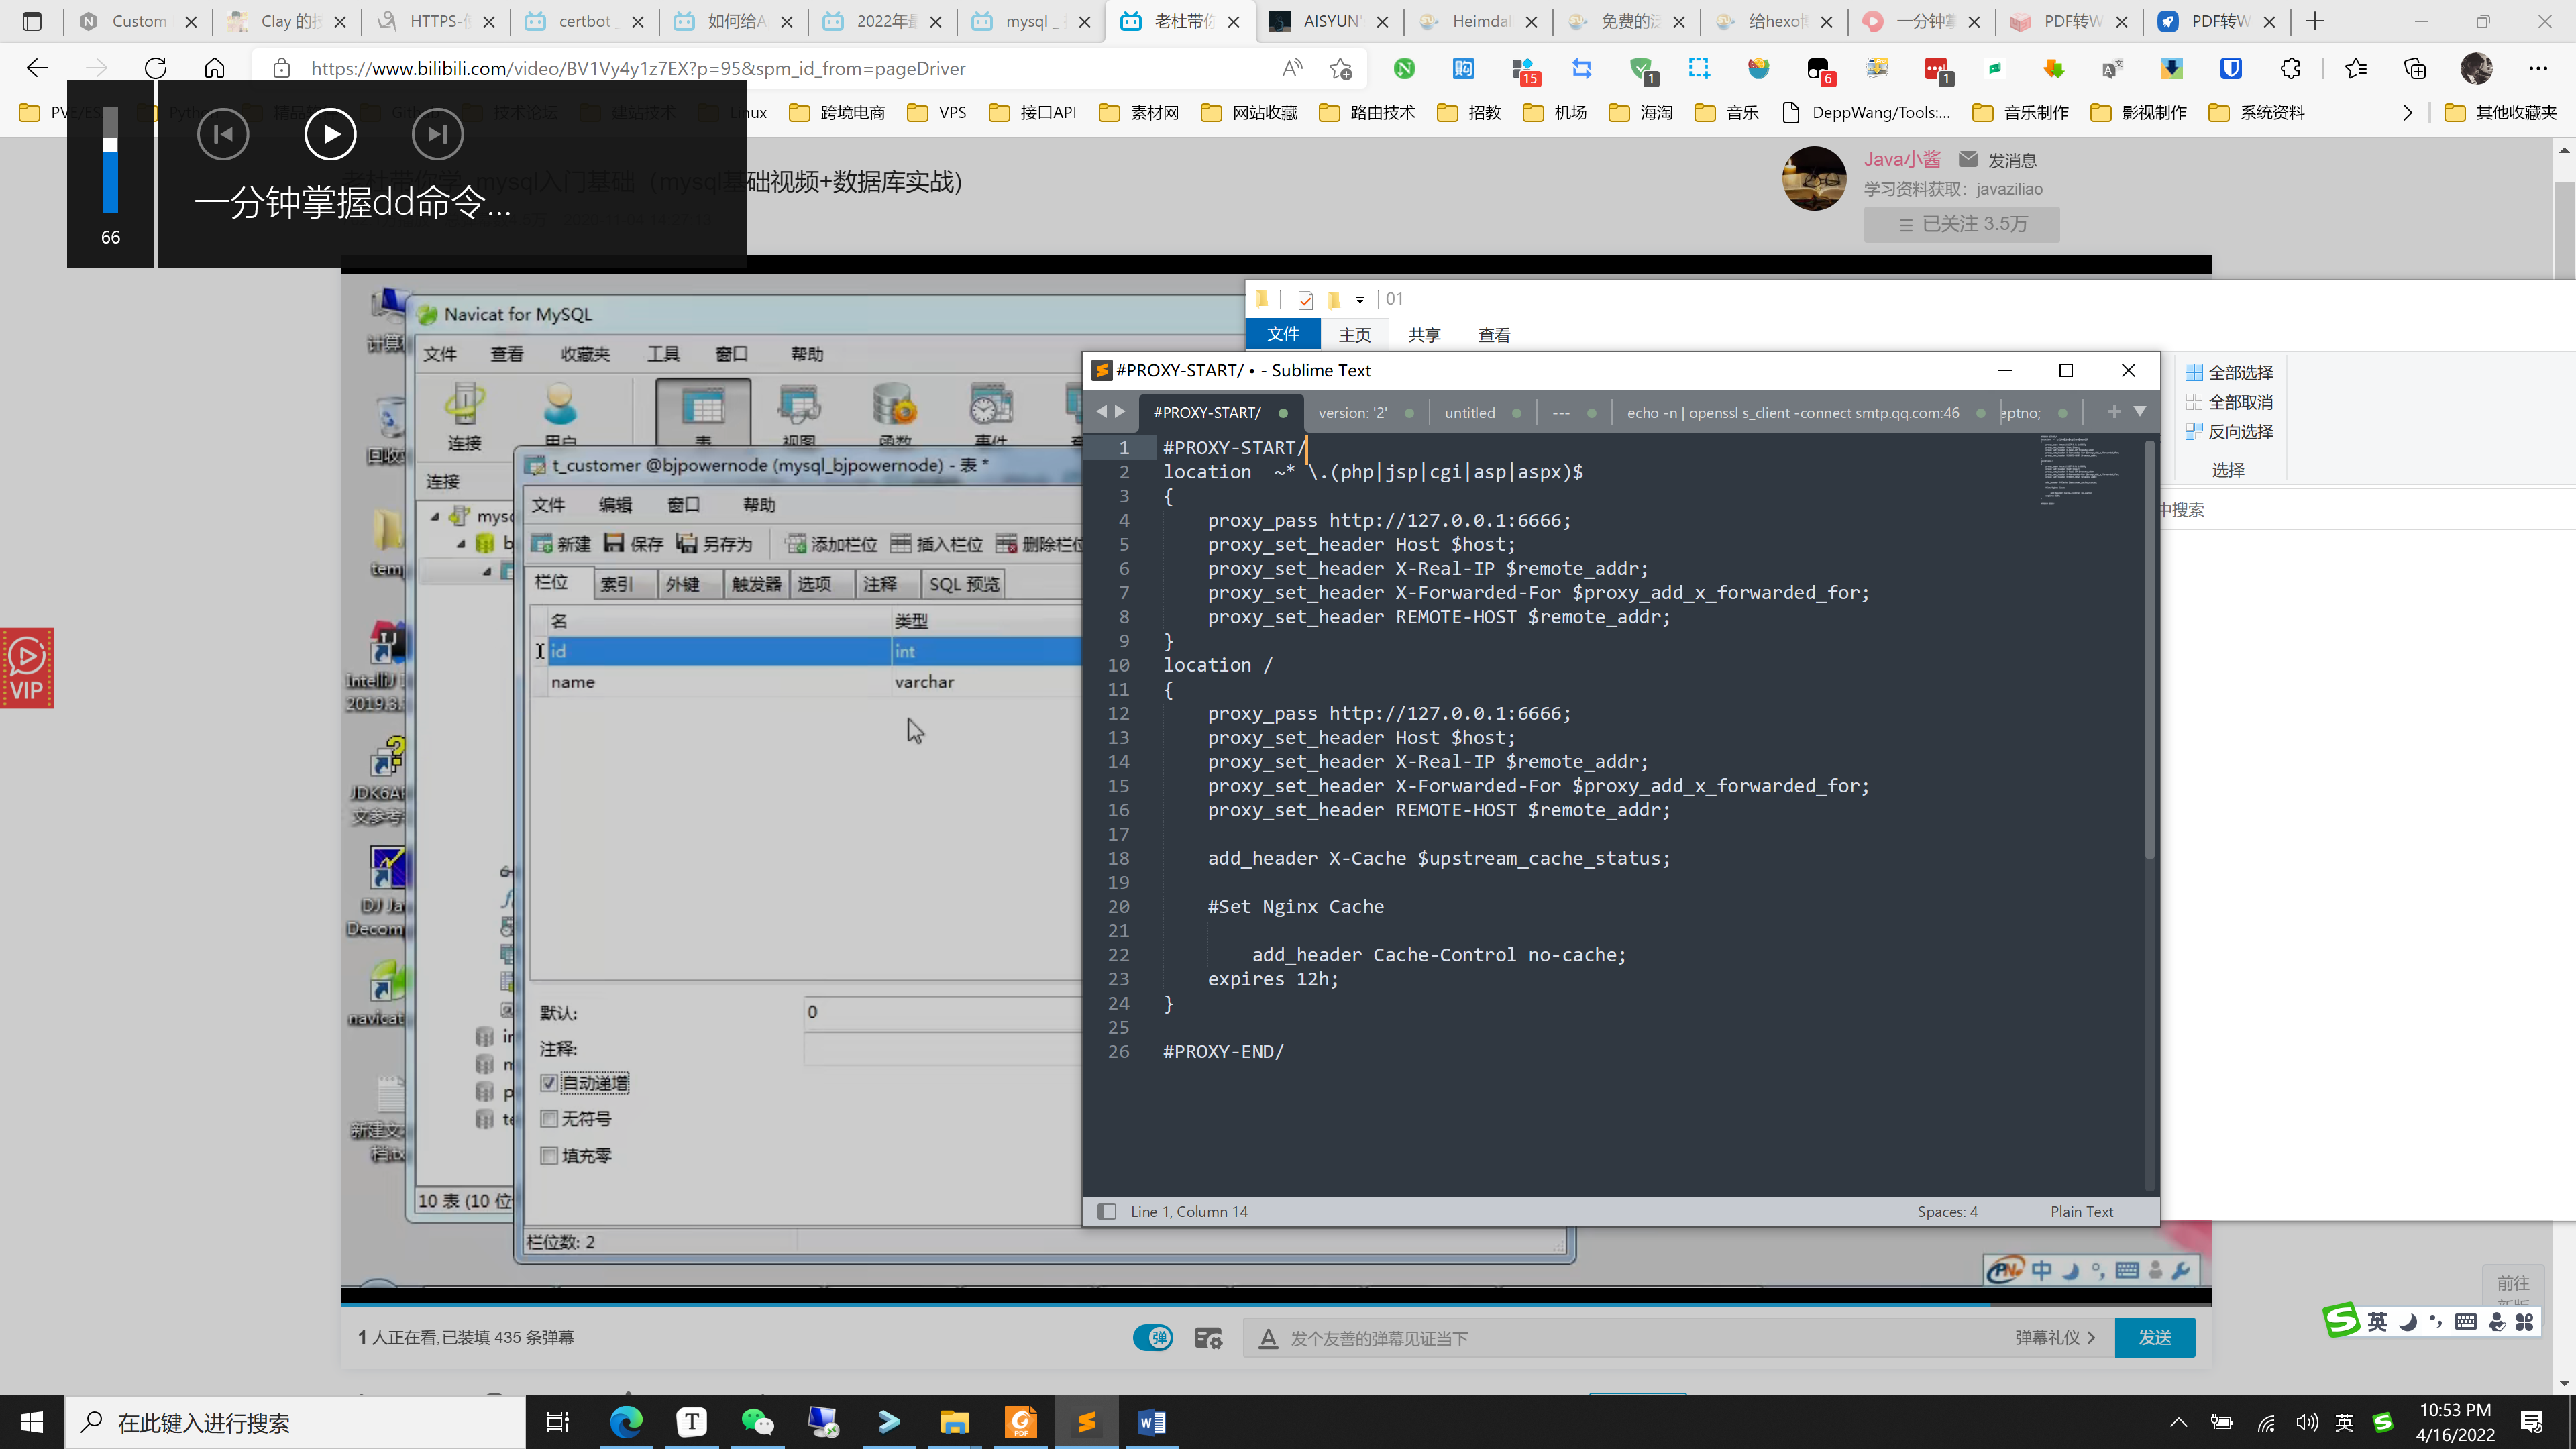 Custom
Clay 的技
HTTPS-使
certbot _
如何给A
2022年最
mysql _
老杜带你
AISYUN'
Heimdal
免费的泛
给hexo博
一分钟掌
PDF转W
PDF转W
https://www.bilibili.com/video/BV1Vy4y1z7EX?p=95&spm_id_from=pageDriver
15
1
6
1
PVE/ES
Python
技术论坛
建站技术
Linux
跨境电商
VPS
接口API
素材网
网站收藏
路由技术
招教
机场
海淘
音乐
DeppWang/Tools:...
音乐制作
影视制作
系统资料
其他收藏夹
66
一分钟掌握dd命令...
老杜带你学_mysql入门基础（mysql基础视频+数据库实战）
Java小酱
发消息
学习资料获取：javaziliao
已关注 3.5万
Navicat for MySQL
文件 查看 收藏夹 工具 窗口 帮助
连接 用户 表 视图 函数 事件
连接
t_customer @bjpowernode (mysql_bjpowernode) - 表 *
文件 编辑 窗口 帮助
新建 保存 另存为 添加栏位 插入栏位 删除栏位
栏位 索引 外键 触发器 选项 注释 SQL 预览
名 类型
id int
name varchar
默认: 0
注释:
自动递增
无符号
填充零
10 表 (10 位
栏位数: 2
01
文件 主页 共享 查看
全部选择
全部取消
反向选择
选择
中搜索
#PROXY-START/ • - Sublime Text
#PROXY-START/
version: '2'
untitled
---
echo -n | openssl s_client -connect smtp.qq.com:46
eptno;
1 #PROXY-START/
2 location  ~* \.(php|jsp|cgi|asp|aspx)$
3 {
4     proxy_pass http://127.0.0.1:6666;
5     proxy_set_header Host $host;
6     proxy_set_header X-Real-IP $remote_addr;
7     proxy_set_header X-Forwarded-For $proxy_add_x_forwarded_for;
8     proxy_set_header REMOTE-HOST $remote_addr;
9 }
10 location /
11 {
12     proxy_pass http://127.0.0.1:6666;
13     proxy_set_header Host $host;
14     proxy_set_header X-Real-IP $remote_addr;
15     proxy_set_header X-Forwarded-For $proxy_add_x_forwarded_for;
16     proxy_set_header REMOTE-HOST $remote_addr;
17
18     add_header X-Cache $upstream_cache_status;
19
20     #Set Nginx Cache
21
22         add_header Cache-Control no-cache;
23     expires 12h;
24 }
25
26 #PROXY-END/
Line 1, Column 14
Spaces: 4
Plain Text
VIP
中
1 人正在看,已装填 435 条弹幕
弹
发个友善的弹幕见证当下
弹幕礼仪
发送
前往
英
在此键入进行搜索
英
10:53 PM
4/16/2022